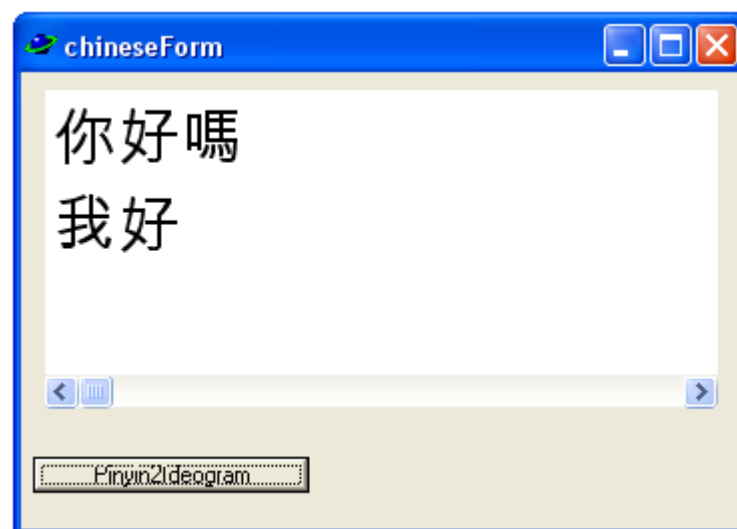 chineseForm
你好嗎
我好
Pinyin2Ideogram